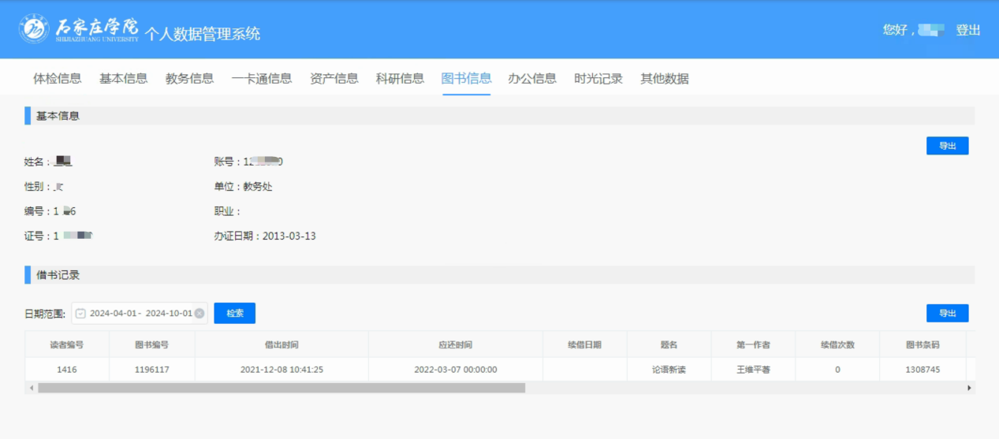 石家庄学院
SHIJIAZHUANG UNIVERSITY
个人数据管理系统
您好， 登出
体检信息 基本信息 教务信息 一卡通信息 资产信息 科研信息 图书信息 办公信息 时光记录 其他数据
基本信息
导出
姓名： 账号：12
性别： 单位：教务处
编号：1 6 职业：
证号：1 办证日期：2013-03-13
借书记录
日期范围: 2024-04-01 - 2024-10-01 检索 导出
读者编号 图书编号 借出时间 应还时间 续借日期 题名 第一作者 续借次数 图书条码
1416 1196117 2021-12-08 10:41:25 2022-03-07 00:00:00 论语新读 王维平著 0 1308745